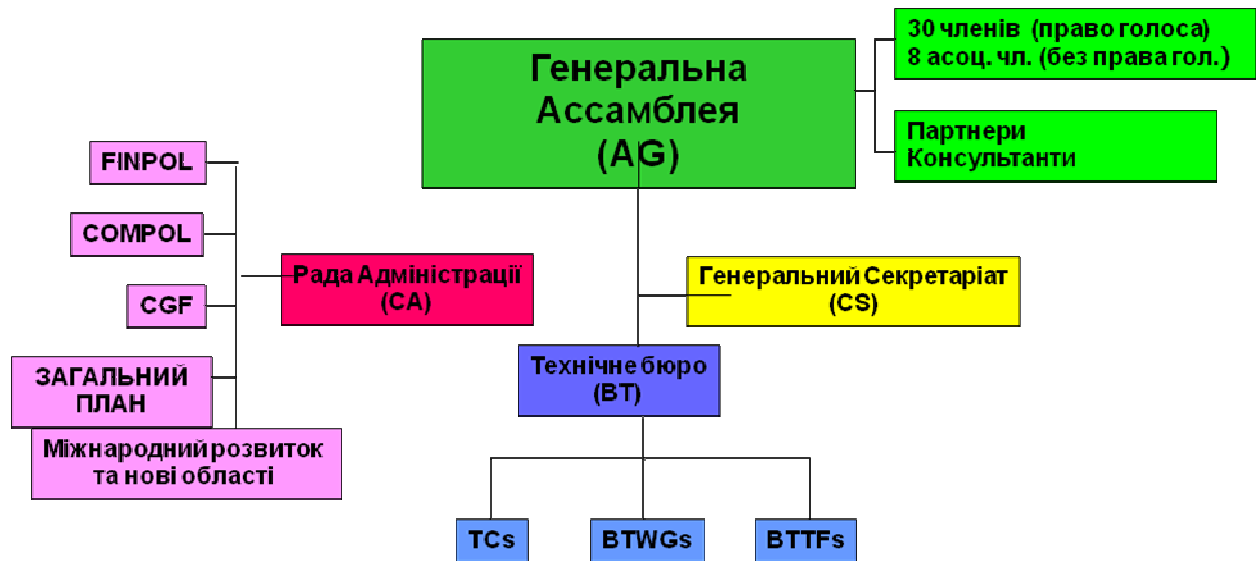 Генеральна
Ассамблея
(AG)
30 членів (право голоса)
8 асоц. чл. (без права гол.)
Партнери
Консультанти
FINPOL
COMPOL
CGF
ЗАГАЛЬНИЙ
ПЛАН
Міжнародний розвиток
та нові області
Рада Адміністрації
(CA)
Генеральний Секретаріат
(CS)
Технічне бюро
(BT)
TCs
BTWGs
BTTFs